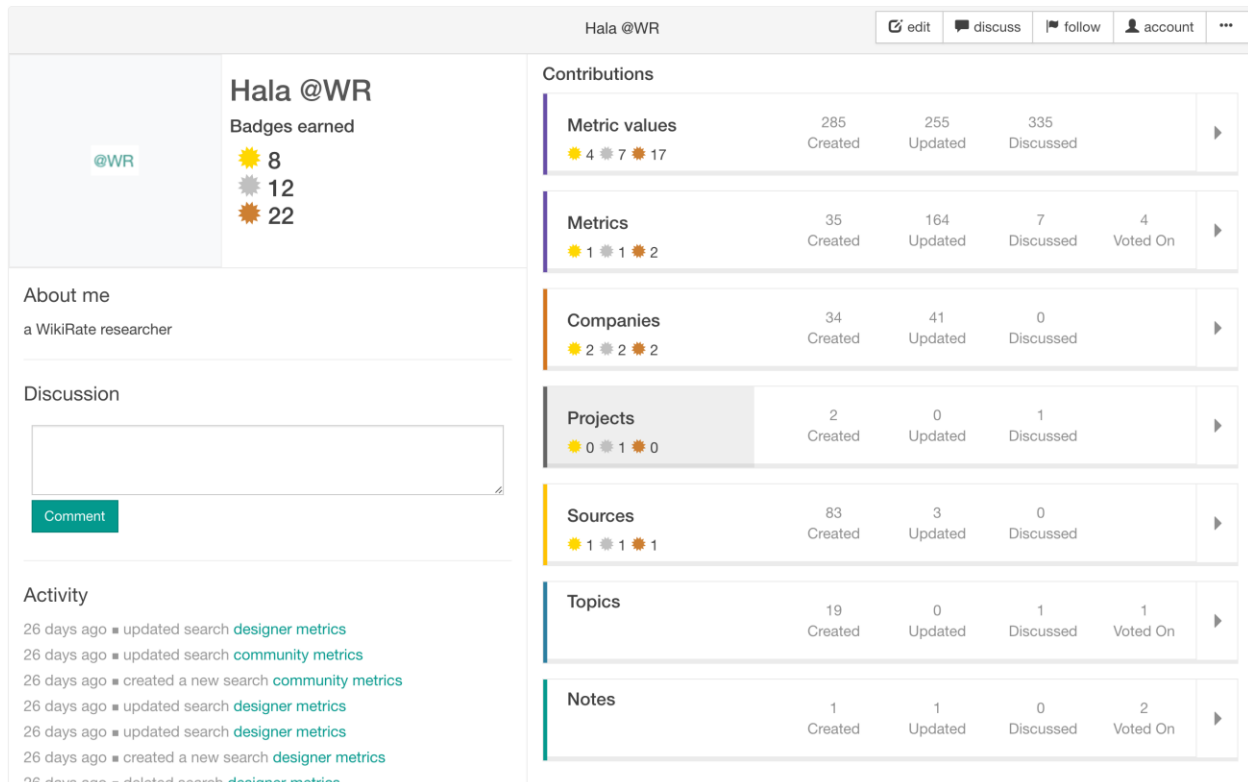 Hala @WR
edit
discuss
follow
account
@WR
Hala @WR
Badges earned
8
12
22
About me
a WikiRate researcher
Discussion
Comment
Activity
26 days ago ■ updated search designer metrics
26 days ago ■ updated search community metrics
26 days ago ■ created a new search community metrics
26 days ago ■ updated search designer metrics
26 days ago ■ updated search designer metrics
26 days ago ■ created a new search designer metrics
26 days ago ■ deleted search designer metrics
Contributions
Metric values
4 7 17
285 255 335
Created Updated Discussed
Metrics
1 1 2
35 164 7 4
Created Updated Discussed Voted On
Companies
2 2 2
34 41 0
Created Updated Discussed
Projects
0 1 0
2 0 1
Created Updated Discussed
Sources
1 1 1
83 3 0
Created Updated Discussed
Topics
19 0 1 1
Created Updated Discussed Voted On
Notes
1 1 0 2
Created Updated Discussed Voted On